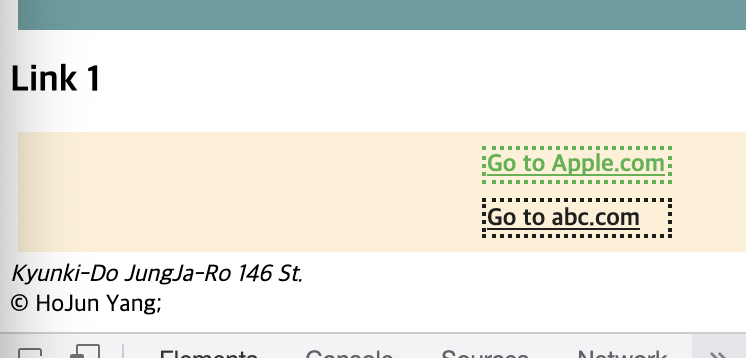 Link 1
Go to Apple.com
Go to abc.com
Kyunki-Do JungJa-Ro 146 St.
© HoJun Yang;
Elements Console Sources Network »